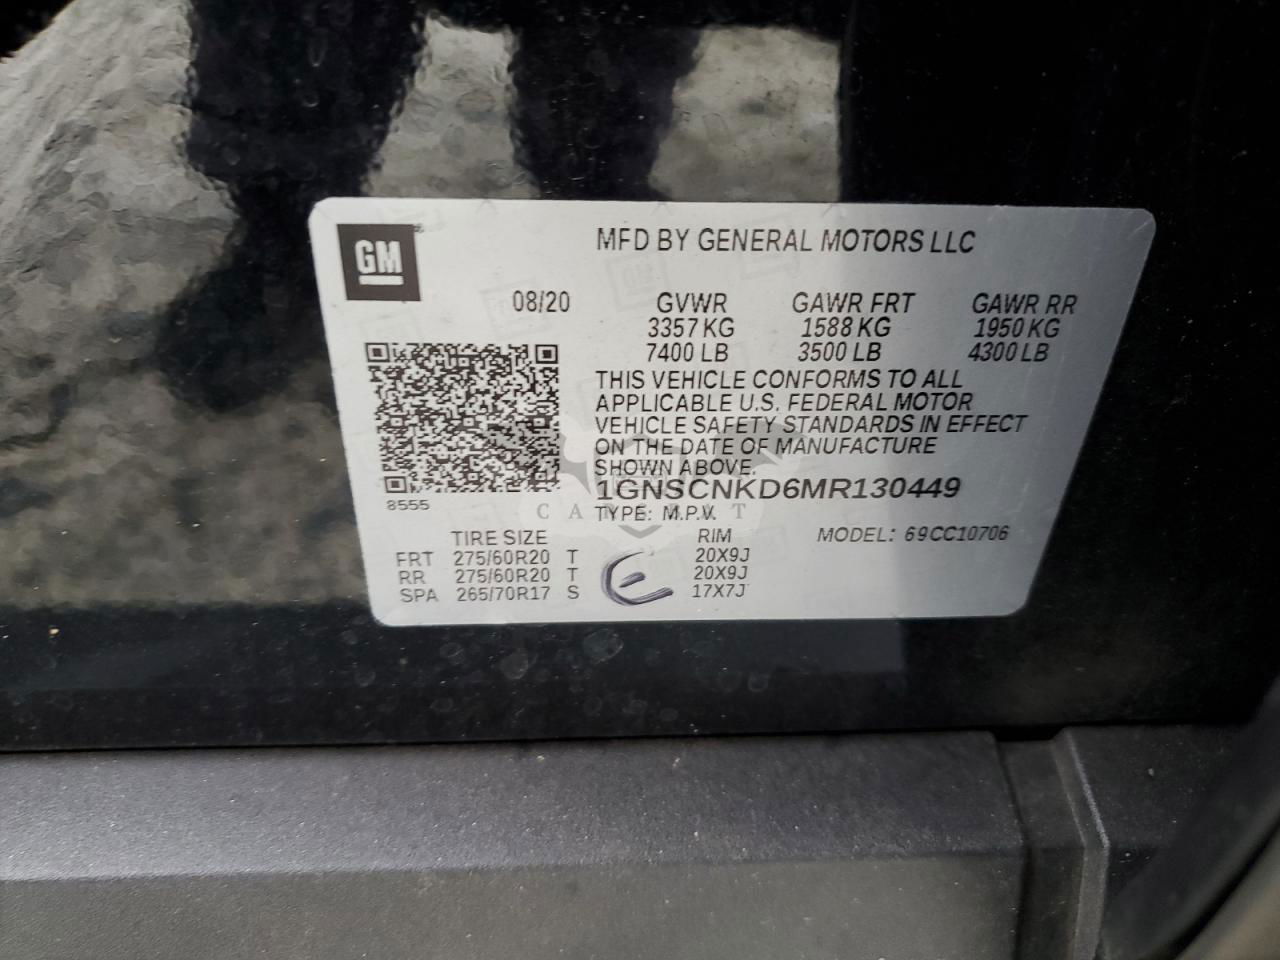 GM
MFD BY GENERAL MOTORS LLC
08/20 GVWR GAWR FRT GAWR RR
3357 KG 1588 KG 1950 KG
7400 LB 3500 LB 4300 LB
THIS VEHICLE CONFORMS TO ALL
APPLICABLE U.S. FEDERAL MOTOR
VEHICLE SAFETY STANDARDS IN EFFECT
ON THE DATE OF MANUFACTURE
SHOWN ABOVE.
1GNSCNKD6MR130449
8555
TYPE: M.P.V.
TIRE SIZE RIM MODEL: 69CC10706
FRT 275/60R20 T 20X9J
RR 275/60R20 T 20X9J
SPA 265/70R17 S 17X7J